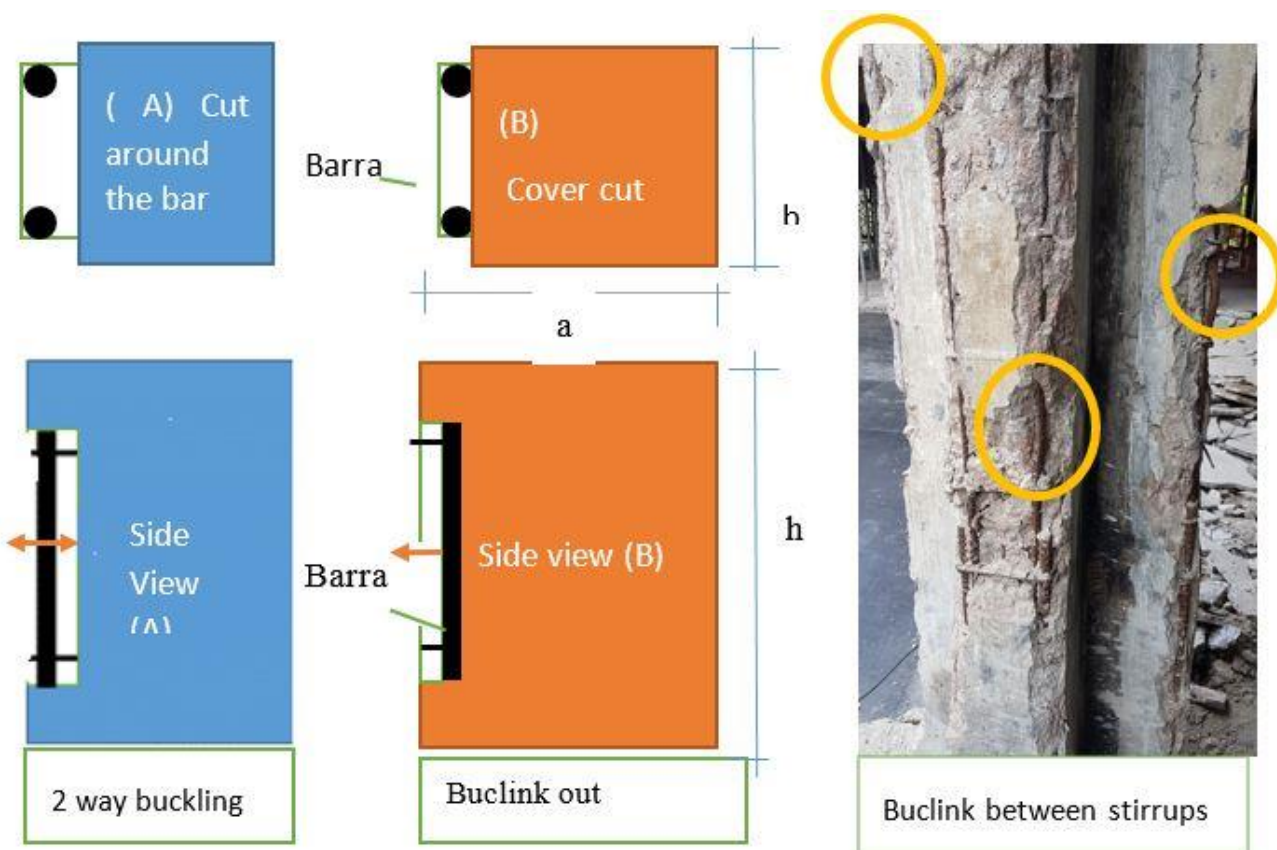 ( A) Cut
around
the bar
Barra
(B)
Cover cut
b
a
Side
View
(A)
Barra
Side view (B)
h
2 way buckling
Buclink out
Buclink between stirrups